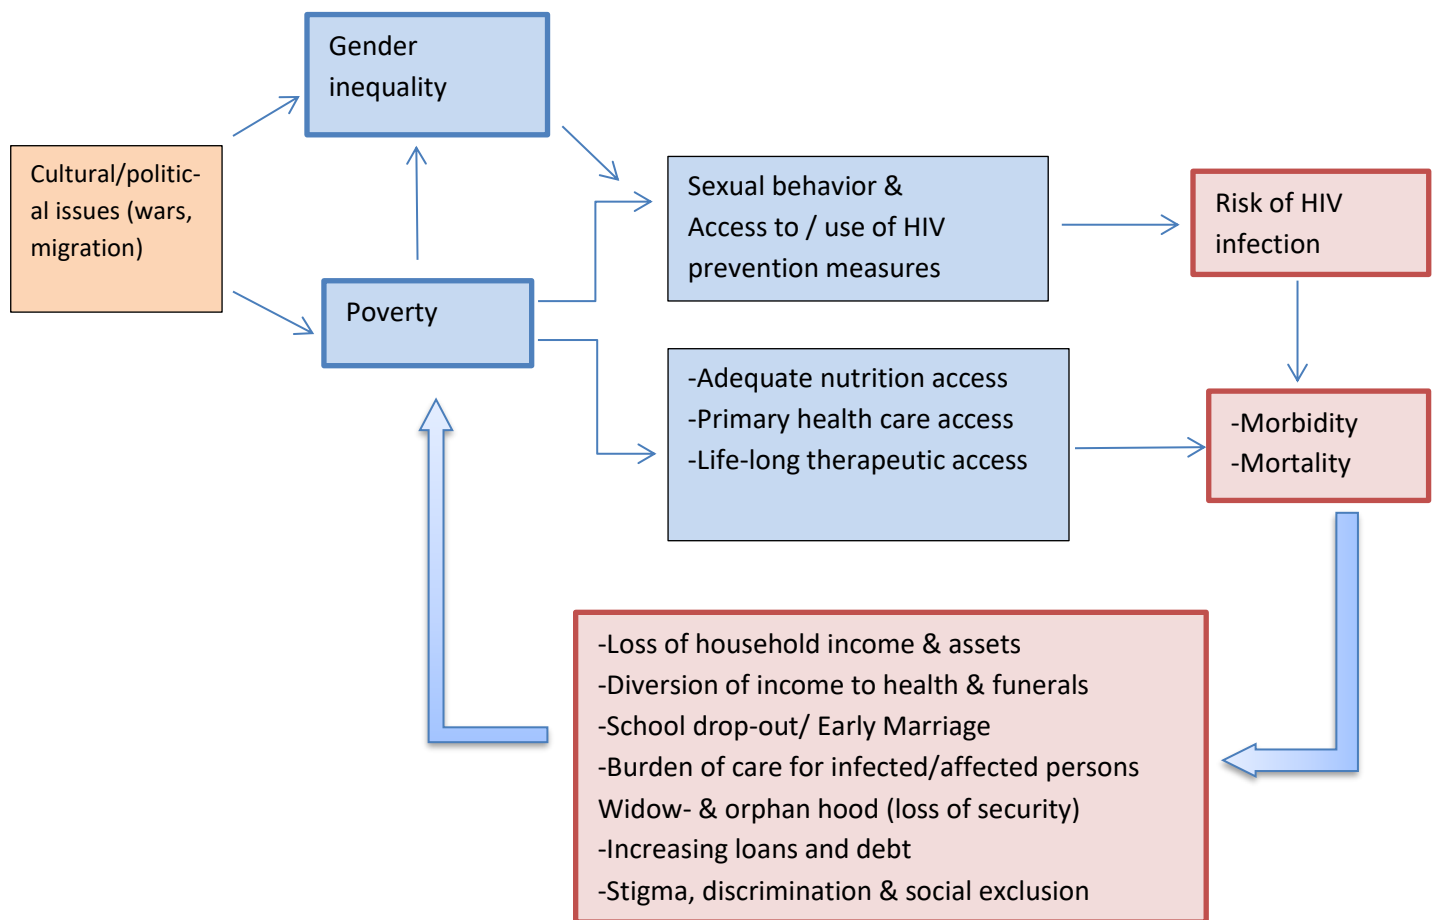 Gender
inequality
Cultural/politic-
al issues (wars,
migration)
Poverty
Sexual behavior &
Access to / use of HIV
prevention measures
Risk of HIV
infection
-Adequate nutrition access
-Primary health care access
-Life-long therapeutic access
-Morbidity
-Mortality
-Loss of household income & assets
-Diversion of income to health & funerals
-School drop-out/ Early Marriage
-Burden of care for infected/affected persons
Widow- & orphan hood (loss of security)
-Increasing loans and debt
-Stigma, discrimination & social exclusion